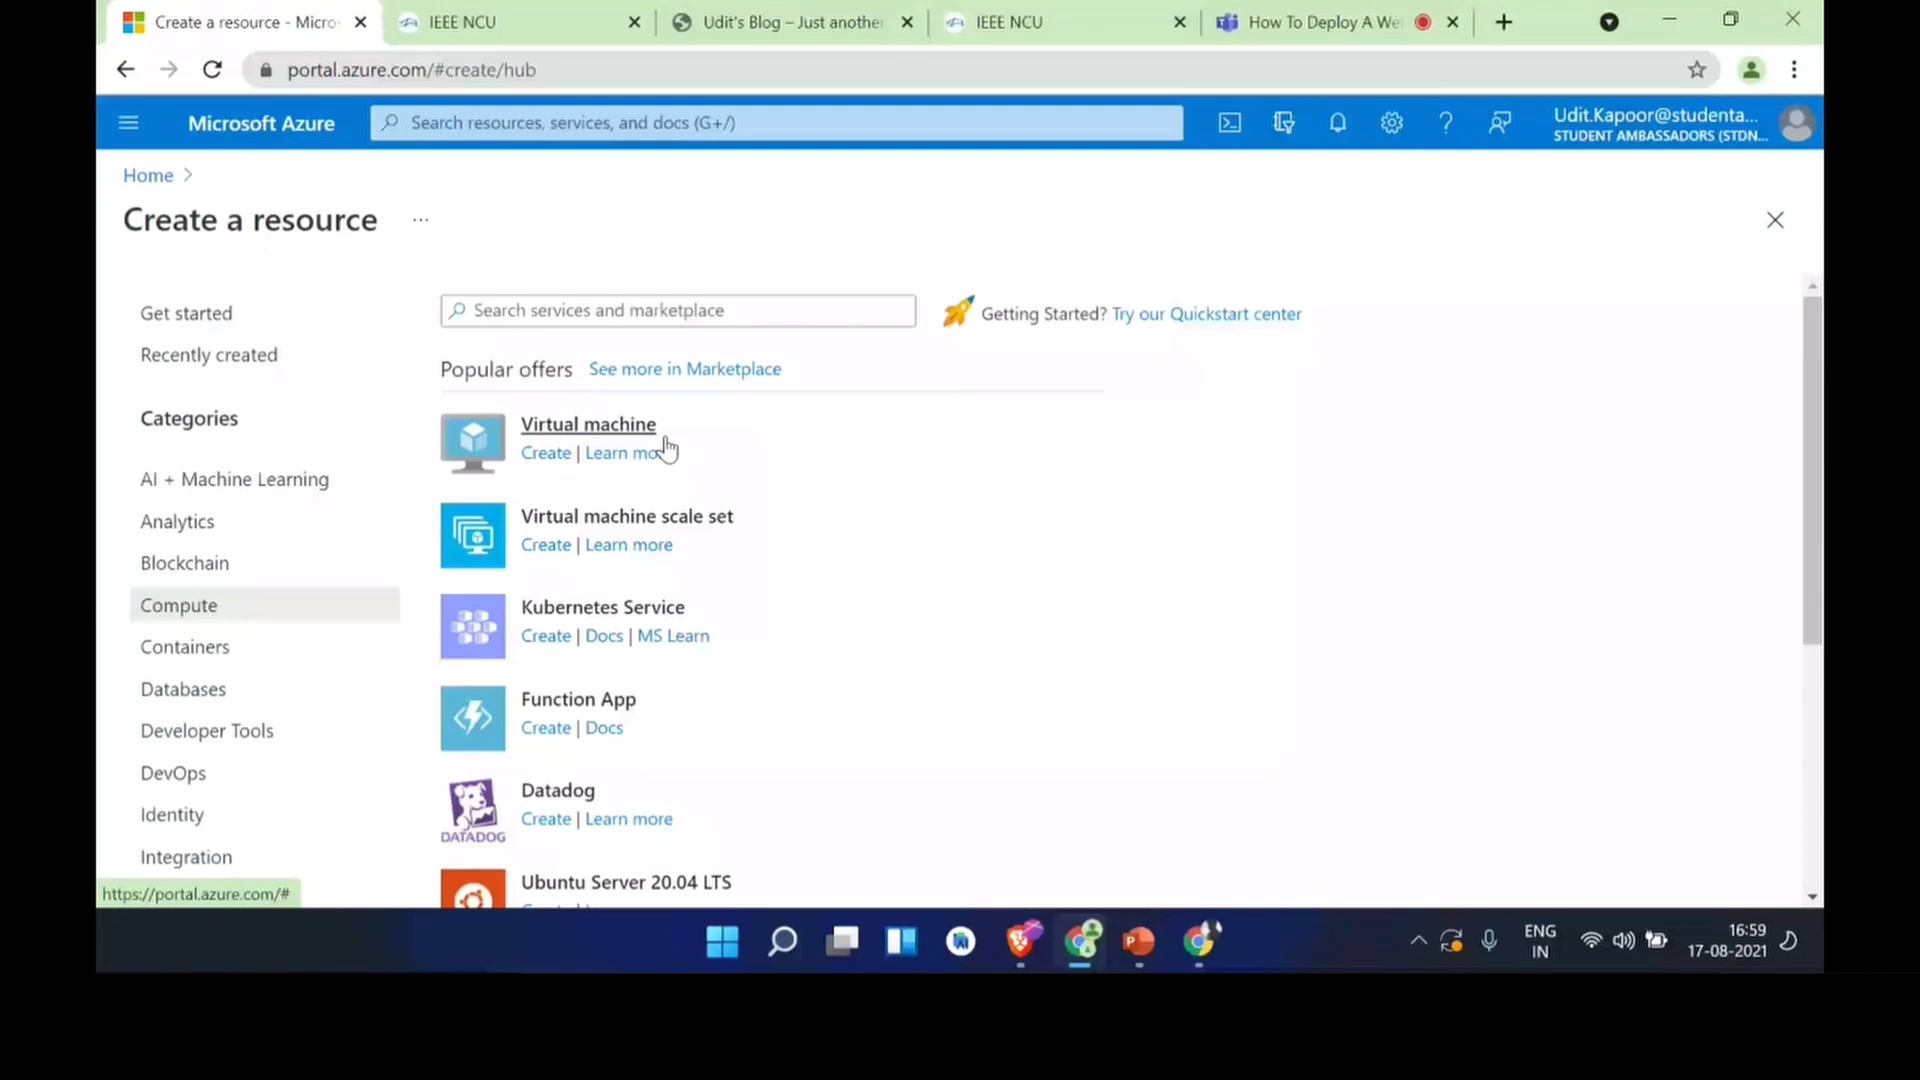 Create a resource - Micro
IEEE NCU
Udit's Blog – Just another
IEEE NCU
How To Deploy A We
portal.azure.com/#create/hub
Microsoft Azure
Search resources, services, and docs (G+/)
Udit.Kapoor@studenta...
STUDENT AMBASSADORS (STDN...
Home
Create a resource
...
Get started
Recently created
Categories
AI + Machine Learning
Analytics
Blockchain
Compute
Containers
Databases
Developer Tools
DevOps
Identity
Integration
Search services and marketplace
Getting Started? Try our Quickstart center
Popular offers See more in Marketplace
Virtual machine
Create | Learn mo
Virtual machine scale set
Create | Learn more
Kubernetes Service
Create | Docs | MS Learn
Function App
Create | Docs
DATADOG
Datadog
Create | Learn more
Ubuntu Server 20.04 LTS
https://portal.azure.com/#
ENG
IN
16:59
17-08-2021